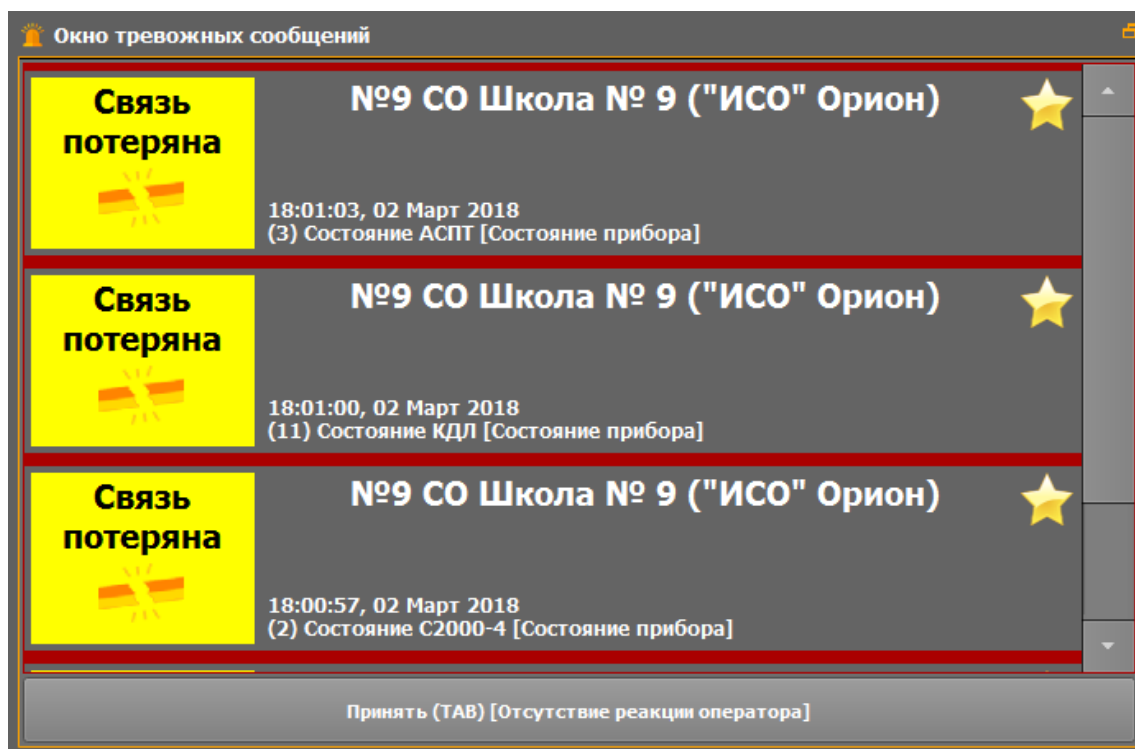 Окно тревожных сообщений
Связь
потеряна
№9 СО Школа № 9 ("ИСО" Орион)
18:01:03, 02 Март 2018
(3) Состояние АСПТ [Состояние прибора]
Связь
потеряна
№9 СО Школа № 9 ("ИСО" Орион)
18:01:00, 02 Март 2018
(11) Состояние КДЛ [Состояние прибора]
Связь
потеряна
№9 СО Школа № 9 ("ИСО" Орион)
18:00:57, 02 Март 2018
(2) Состояние С2000-4 [Состояние прибора]
Принять (TAB) [Отсутствие реакции оператора]